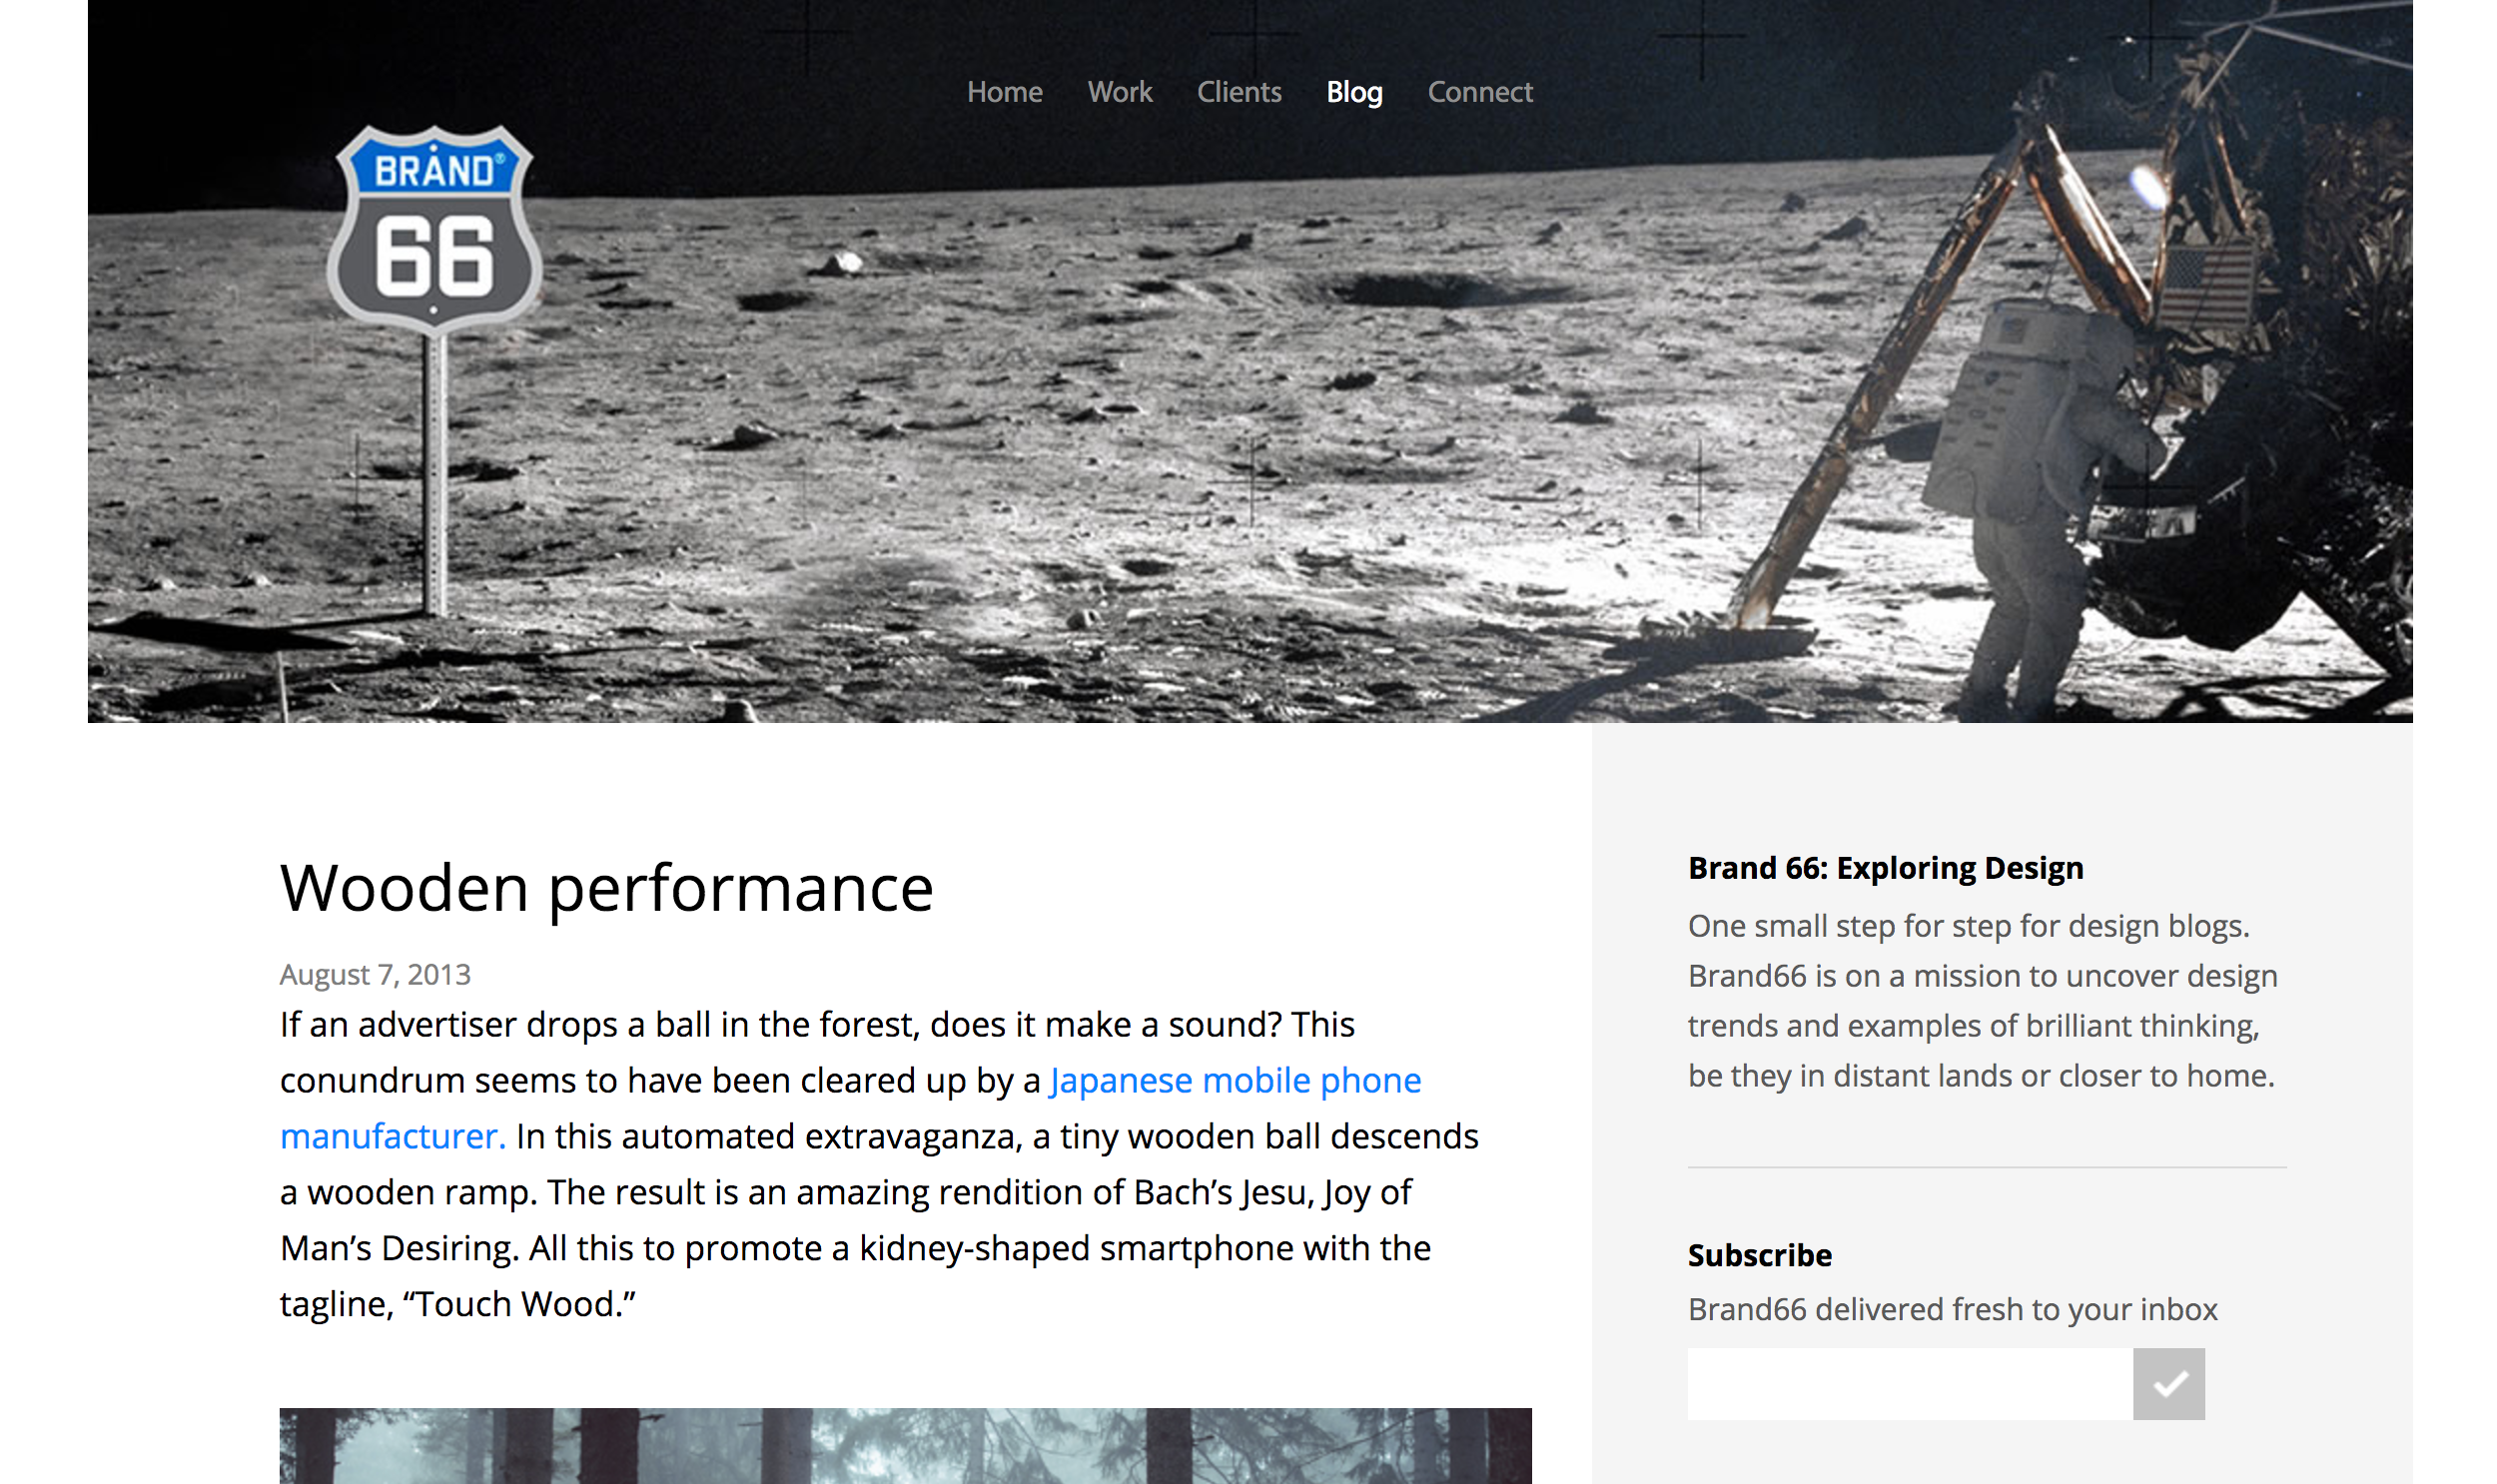 Home Work Clients Blog Connect
BRAND®
66
Wooden performance
August 7, 2013
If an advertiser drops a ball in the forest, does it make a sound? This
conundrum seems to have been cleared up by a Japanese mobile phone
manufacturer. In this automated extravaganza, a tiny wooden ball descends
a wooden ramp. The result is an amazing rendition of Bach’s Jesu, Joy of
Man’s Desiring. All this to promote a kidney-shaped smartphone with the
tagline, “Touch Wood.”
Brand 66: Exploring Design
One small step for step for design blogs.
Brand66 is on a mission to uncover design
trends and examples of brilliant thinking,
be they in distant lands or closer to home.
Subscribe
Brand66 delivered fresh to your inbox